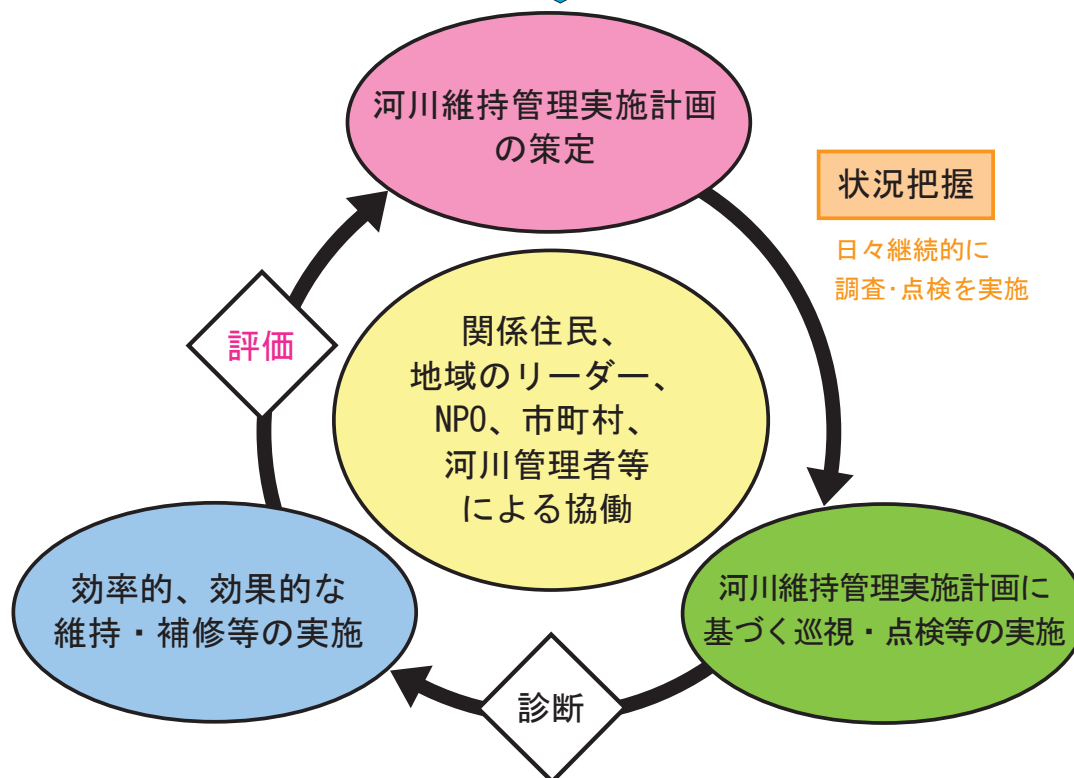 河川維持管理実施計画
の策定
状況把握
日々継続的に
調査・点検を実施
評価
関係住民、
地域のリーダー、
NPO、市町村、
河川管理者等
による協働
効率的、効果的な
維持・補修等の実施
河川維持管理実施計画に
基づく巡視・点検等の実施
診断